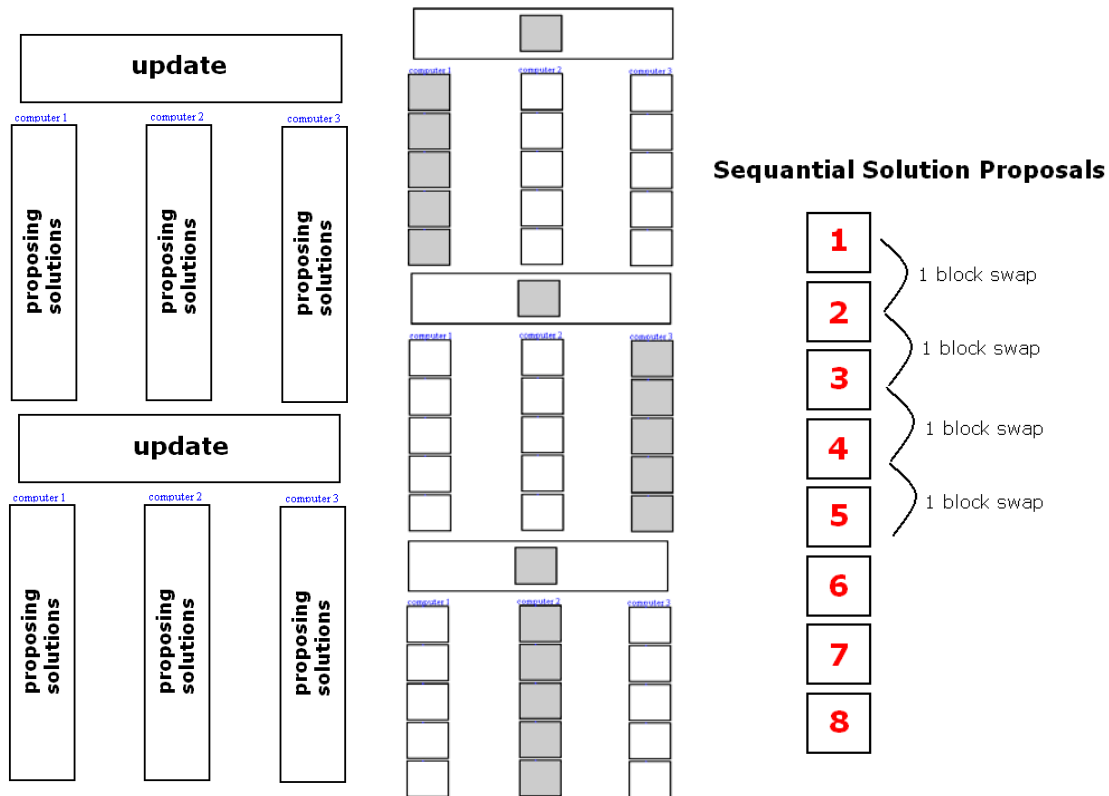 update
computer 1
computer 2
computer 3
proposing
solutions
proposing
solutions
proposing
solutions
update
computer 1
computer 2
computer 3
proposing
solutions
proposing
solutions
proposing
solutions
computer 1
computer 2
computer 3
computer 1
computer 2
computer 3
computer 1
computer 2
computer 3
Sequantial Solution Proposals
1
1 block swap
2
1 block swap
3
1 block swap
4
1 block swap
5
6
7
8